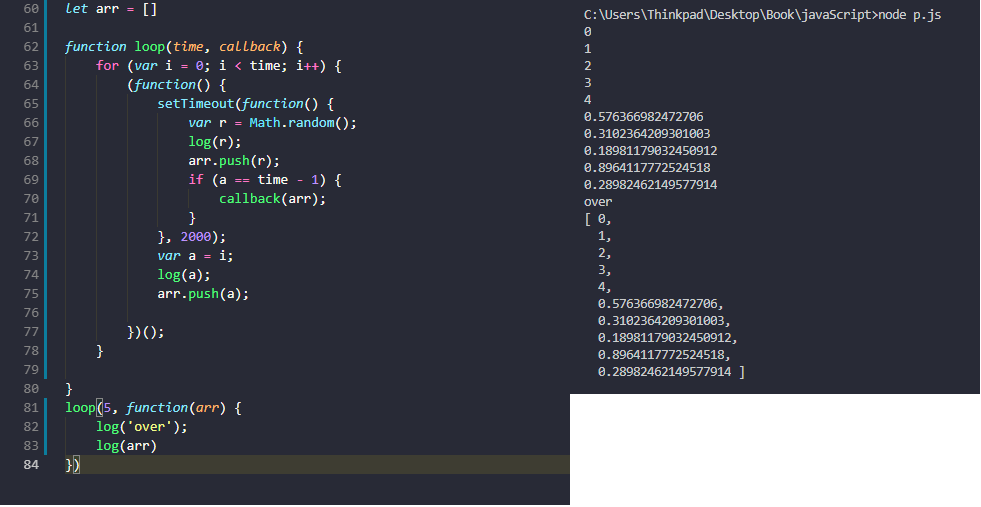 60 let arr = []
61
62 function loop(time, callback) {
63 for (var i = 0; i < time; i++) {
64 (function() {
65 setTimeout(function() {
66 var r = Math.random();
67 log(r);
68 arr.push(r);
69 if (a == time - 1) {
70 callback(arr);
71 }
72 }, 2000);
73 var a = i;
74 log(a);
75 arr.push(a);
76
77 })();
78 }
79
80 }
81 loop(5, function(arr) {
82 log('over');
83 log(arr)
84 })
C:\Users\Thinkpad\Desktop\Book\javaScript>node p.js
0
1
2
3
4
0.576366982472706
0.3102364209301003
0.18981179032450912
0.8964117772524518
0.28982462149577914
over
[ 0,
1,
2,
3,
4,
0.576366982472706,
0.3102364209301003,
0.18981179032450912,
0.8964117772524518,
0.28982462149577914 ]